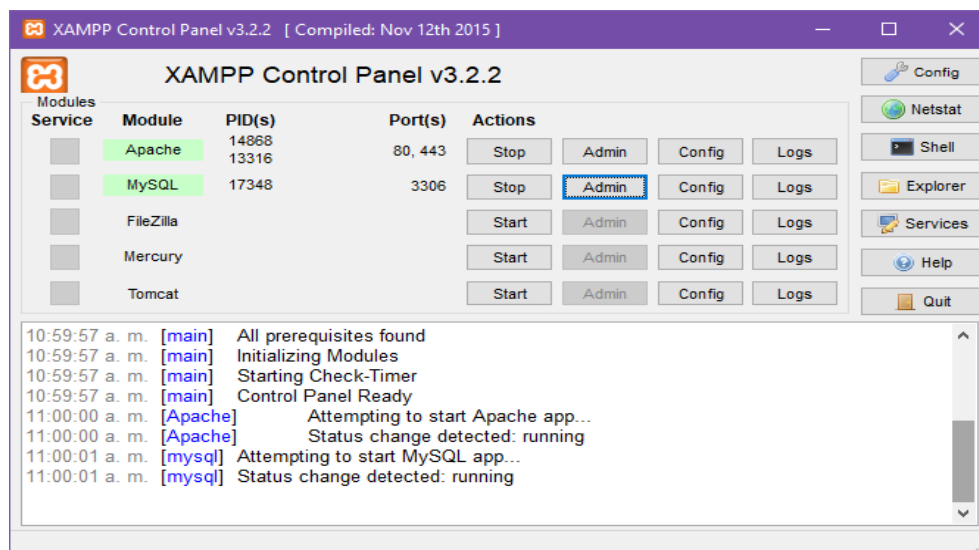 XAMPP Control Panel v3.2.2 [ Compiled: Nov 12th 2015 ]
XAMPP Control Panel v3.2.2
Config
Modules
Service Module PID(s) Port(s) Actions
Netstat
Apache 14868 13316 80, 443 Stop Admin Config Logs
Shell
MySQL 17348 3306 Stop Admin Config Logs
Explorer
FileZilla Start Admin Config Logs
Services
Mercury Start Admin Config Logs
Help
Tomcat Start Admin Config Logs
Quit
10:59:57 a. m. [main] All prerequisites found
10:59:57 a. m. [main] Initializing Modules
10:59:57 a. m. [main] Starting Check-Timer
10:59:57 a. m. [main] Control Panel Ready
11:00:00 a. m. [Apache] Attempting to start Apache app...
11:00:00 a. m. [Apache] Status change detected: running
11:00:01 a. m. [mysql] Attempting to start MySQL app...
11:00:01 a. m. [mysql] Status change detected: running